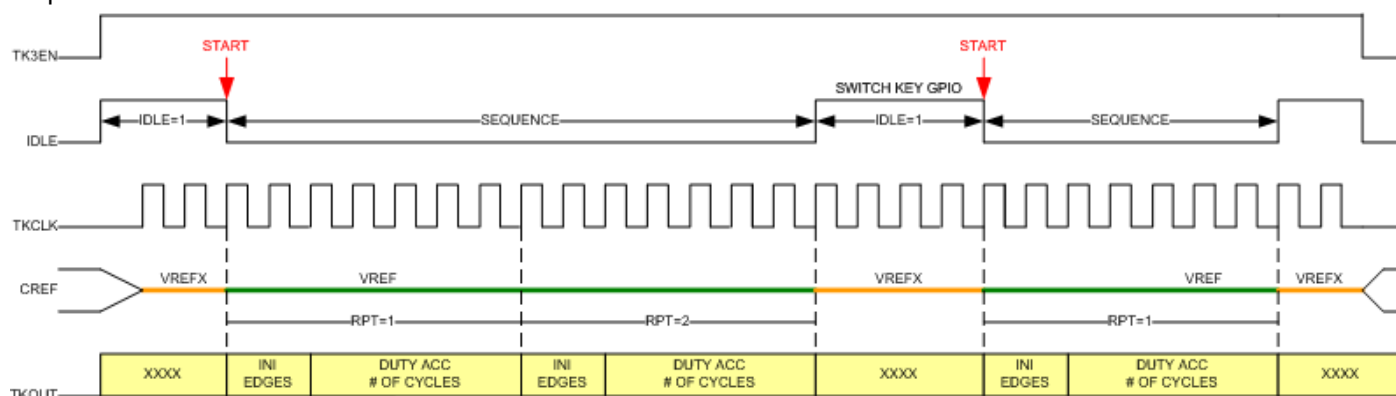 TK3EN
START
START
SWITCH KEY GPIO
IDLE
IDLE=1
SEQUENCE
IDLE=1
SEQUENCE
TKCLK
CREF
VREFX
VREF
VREFX
VREF
VREFX
RPT=1
RPT=2
RPT=1
TKOUT
XXXX
INI
EDGES
DUTY ACC
# OF CYCLES
INI
EDGES
DUTY ACC
# OF CYCLES
XXXX
INI
EDGES
DUTY ACC
# OF CYCLES
XXXX